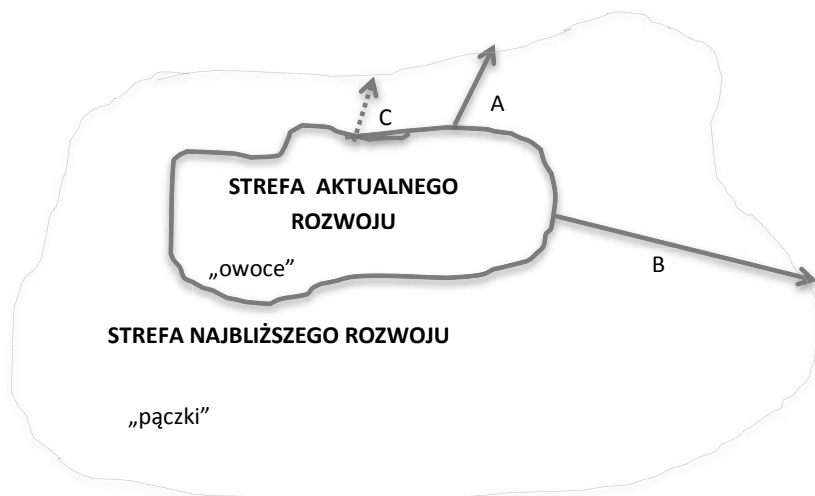 A
C
STREFA AKTUALNEGO
ROZWOJU
„owoce”
B
STREFA NAJBLIŻSZEGO ROZWOJU
„pączki”